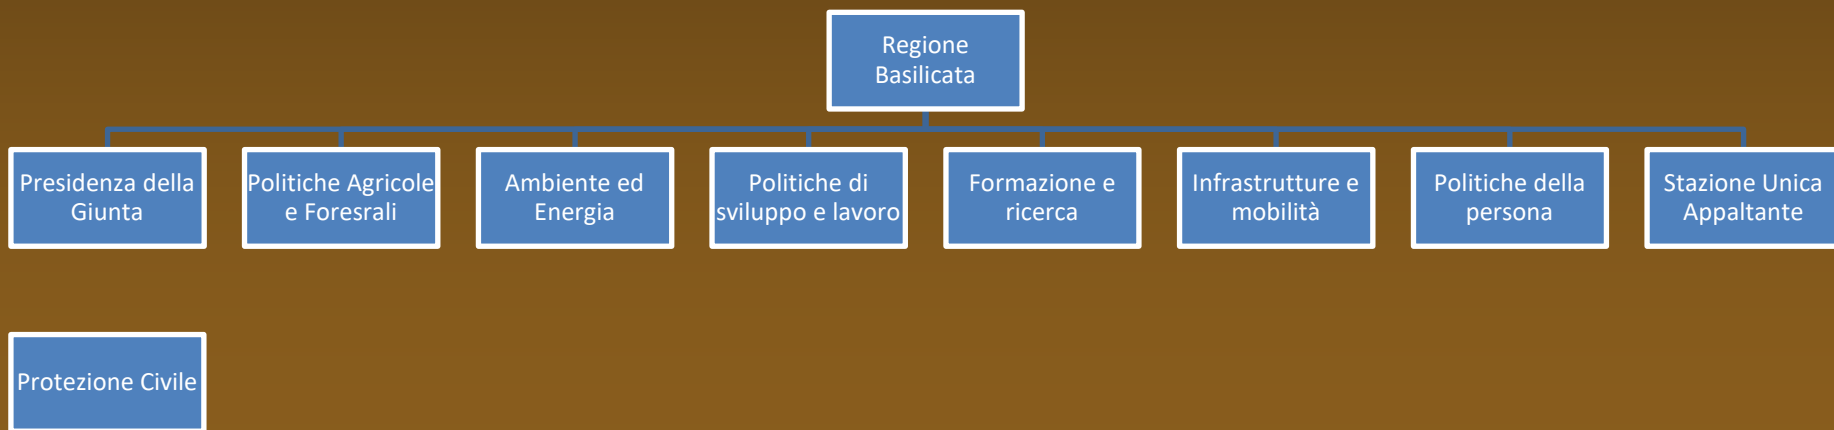 Regione
Basilicata
Presidenza della
Giunta
Politiche Agricole
e Foresrali
Ambiente ed
Energia
Politiche di
sviluppo e lavoro
Formazione e
ricerca
Infrastrutture e
mobilità
Politiche della
persona
Stazione Unica
Appaltante
Protezione Civile